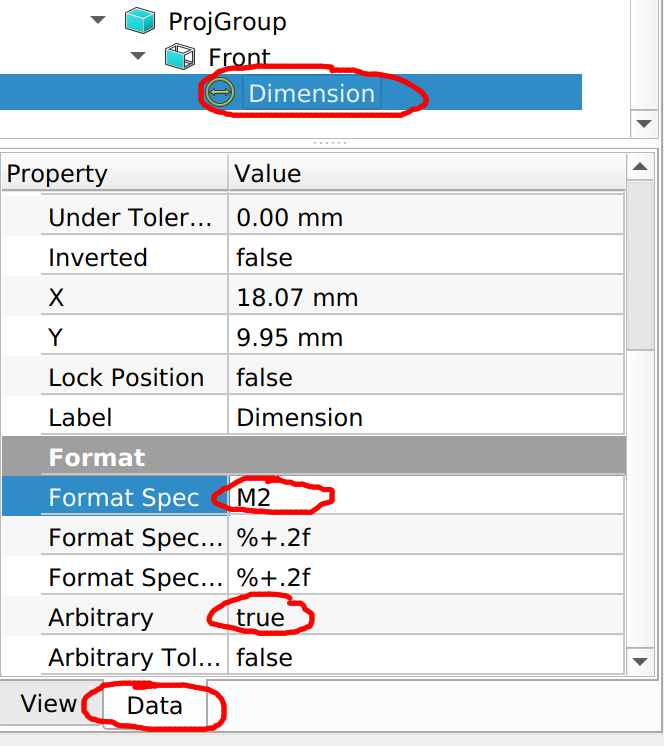 ProjGroup
Front
Dimension
Property Value
Under Toler... 0.00 mm
Inverted false
X 18.07 mm
Y 9.95 mm
Lock Position false
Label Dimension
Format
Format Spec M2
Format Spec... %+.2f
Format Spec... %+.2f
Arbitrary true
Arbitrary Tol... false
View Data